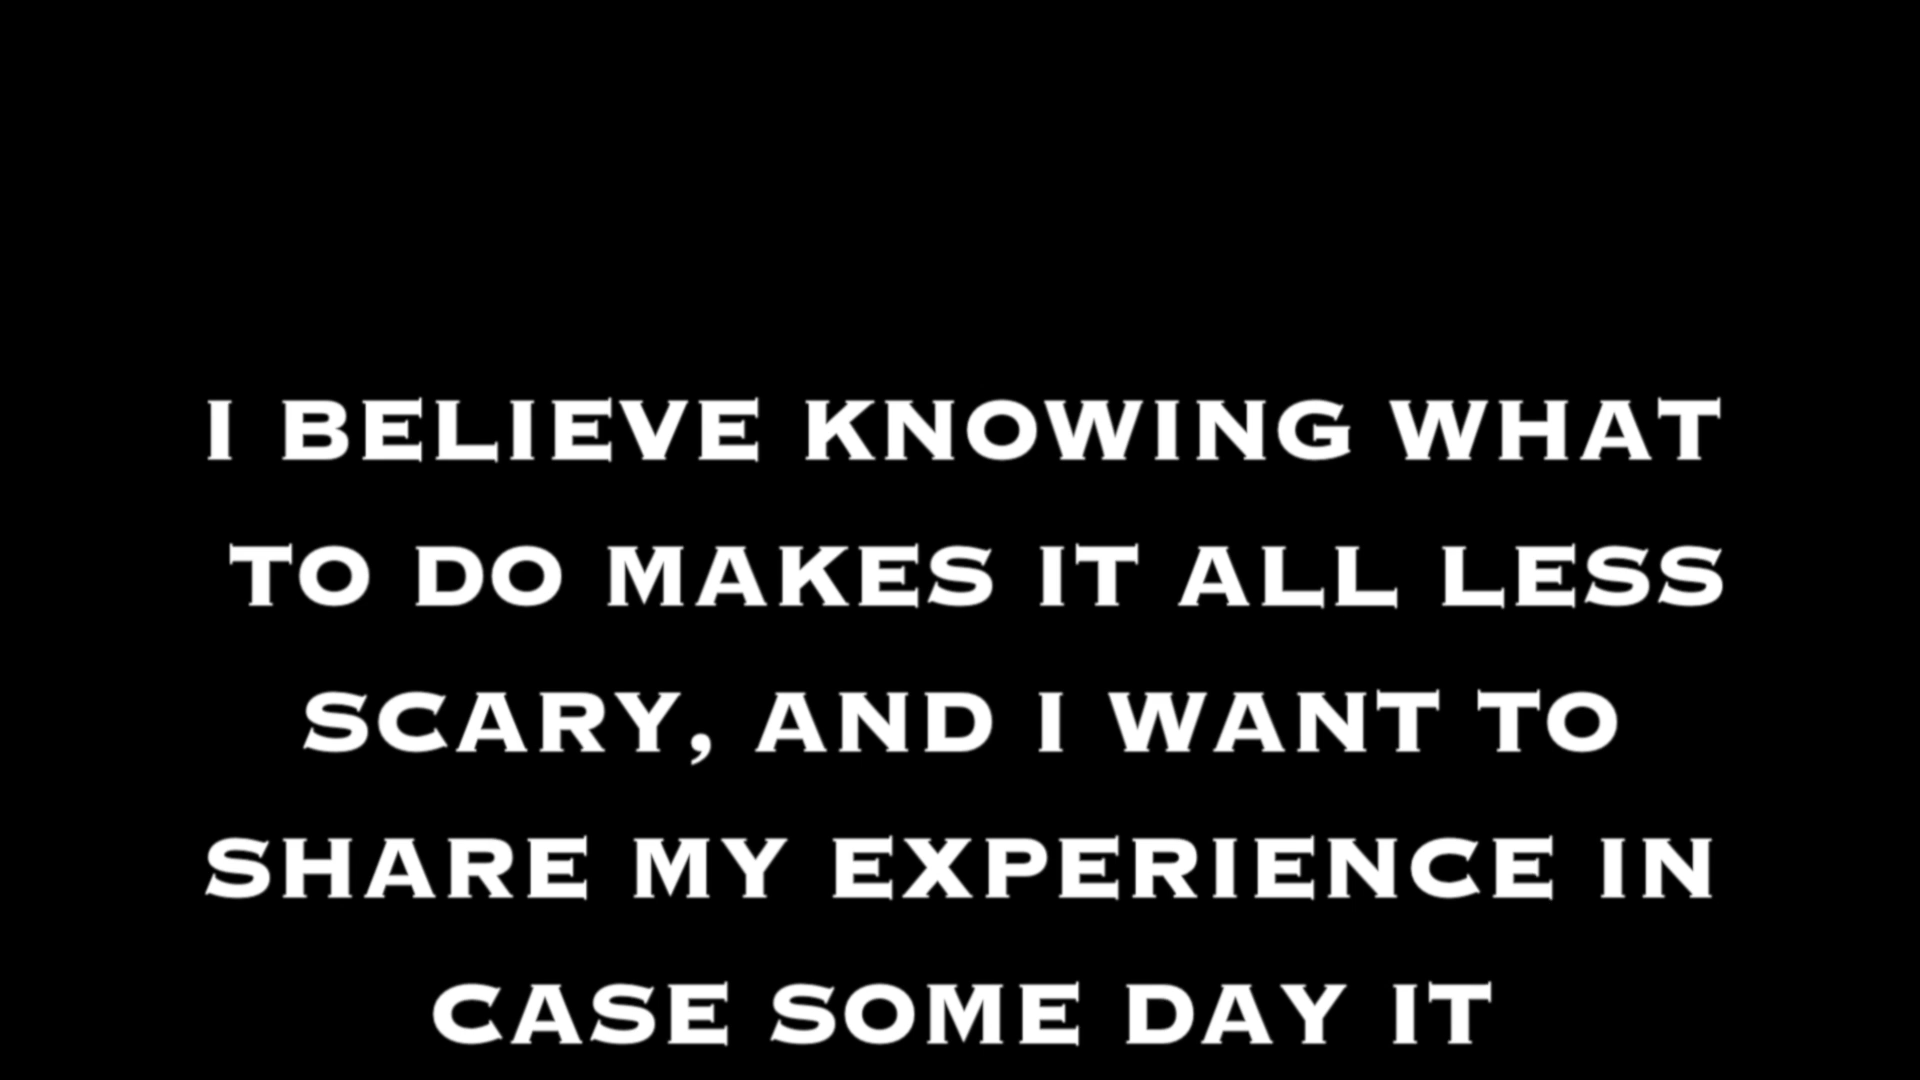 I BELIEVE KNOWING WHAT
TO DO MAKES IT ALL LESS
SCARY, AND I WANT TO
SHARE MY EXPERIENCE IN
CASE SOME DAY IT